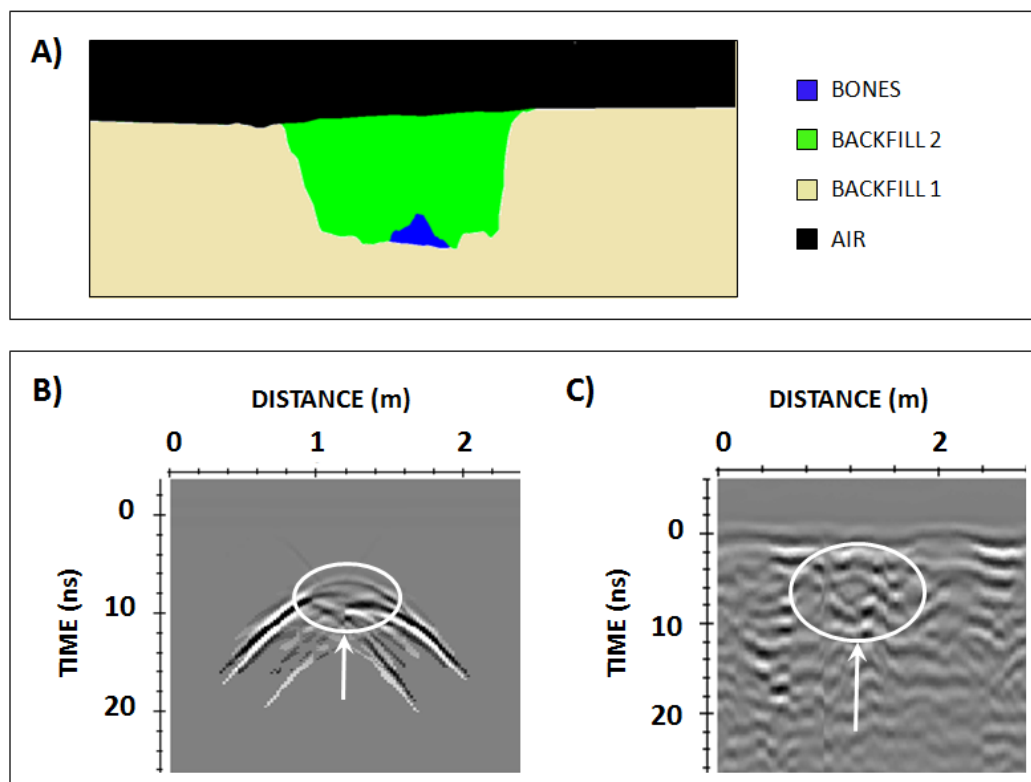 A)
BONES
BACKFILL 2
BACKFILL 1
AIR
B)
DISTANCE (m)
0 1 2
TIME (ns)
0
10
20
C)
DISTANCE (m)
0 2
TIME (ns)
0
10
20